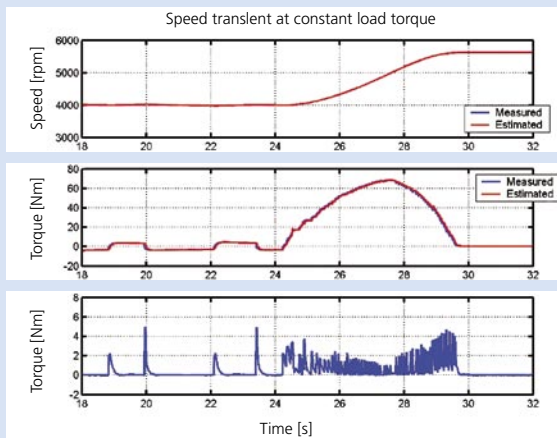 Speed translent at constant load torque
6000
5000
4000
3000
Speed [rpm]
Measured
Estimated
18 20 22 24 26 28 30 32
80
60
40
20
0
-20
Torque [Nm]
Measured
Estimated
18 20 22 24 26 28 30 32
8
6
4
2
0
-2
Torque [Nm]
18 20 22 24 26 28 30 32
Time [s]